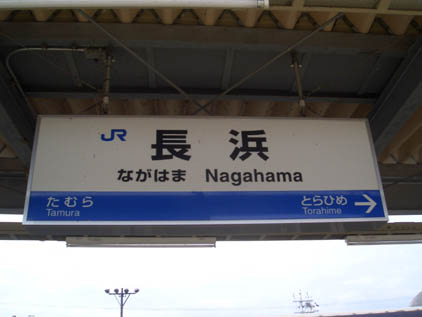 JR 長浜
ながはま Nagahama
たむら とらひめ →
Tamura Torahime